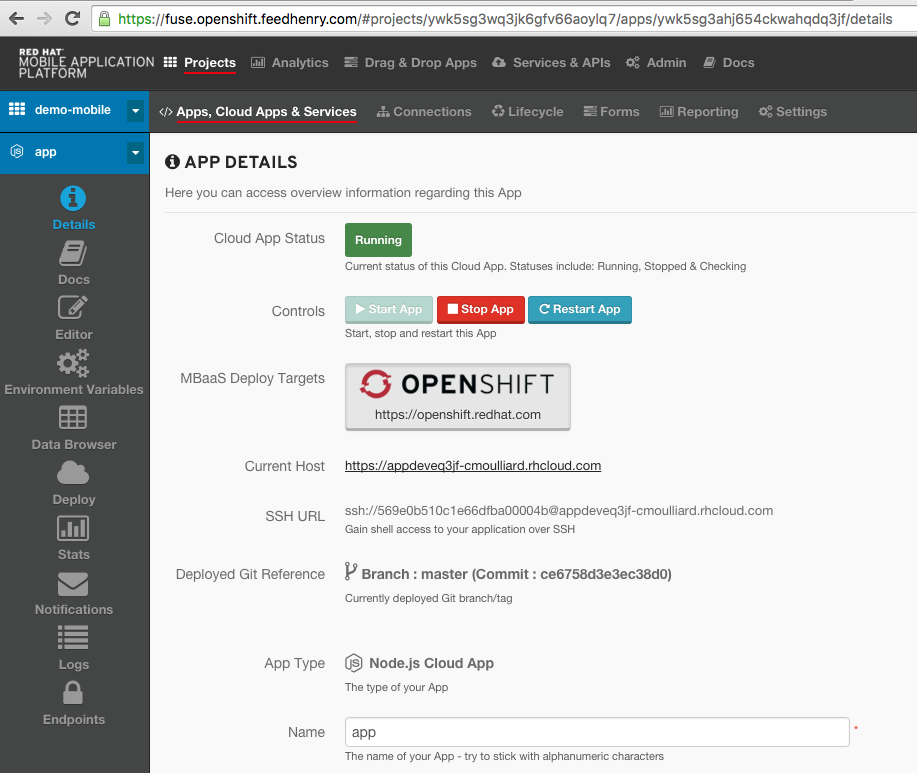 https://fuse.openshift.feedhenry.com/#projects/ywk5sg3wq3jk6gfv66aoylq7/apps/ywk5sg3ahj654ckwahqdq3jf/details
RED HAT
MOBILE APPLICATION
PLATFORM
Projects Analytics Drag & Drop Apps Services & APIs Admin Docs
demo-mobile
</> Apps, Cloud Apps & Services Connections Lifecycle Forms Reporting Settings
app
Details
Docs
Editor
Environment Variables
Data Browser
Deploy
Stats
Notifications
Logs
Endpoints
APP DETAILS
Here you can access overview information regarding this App
Cloud App Status Running
Current status of this Cloud App. Statuses include: Running, Stopped & Checking
Controls Start App Stop App Restart App
Start, stop and restart this App
MBaaS Deploy Targets OPENSHIFT
https://openshift.redhat.com
Current Host https://appdeveq3jf-cmoulliard.rhcloud.com
SSH URL ssh://569e0b510c1e66dfba00004b@appdeveq3jf-cmoulliard.rhcloud.com
Gain shell access to your application over SSH
Deployed Git Reference Branch : master (Commit : ce6758d3e3ec38d0)
Currently deployed Git branch/tag
App Type Node.js Cloud App
The type of your App
Name app *
The name of your App - try to stick with alphanumeric characters